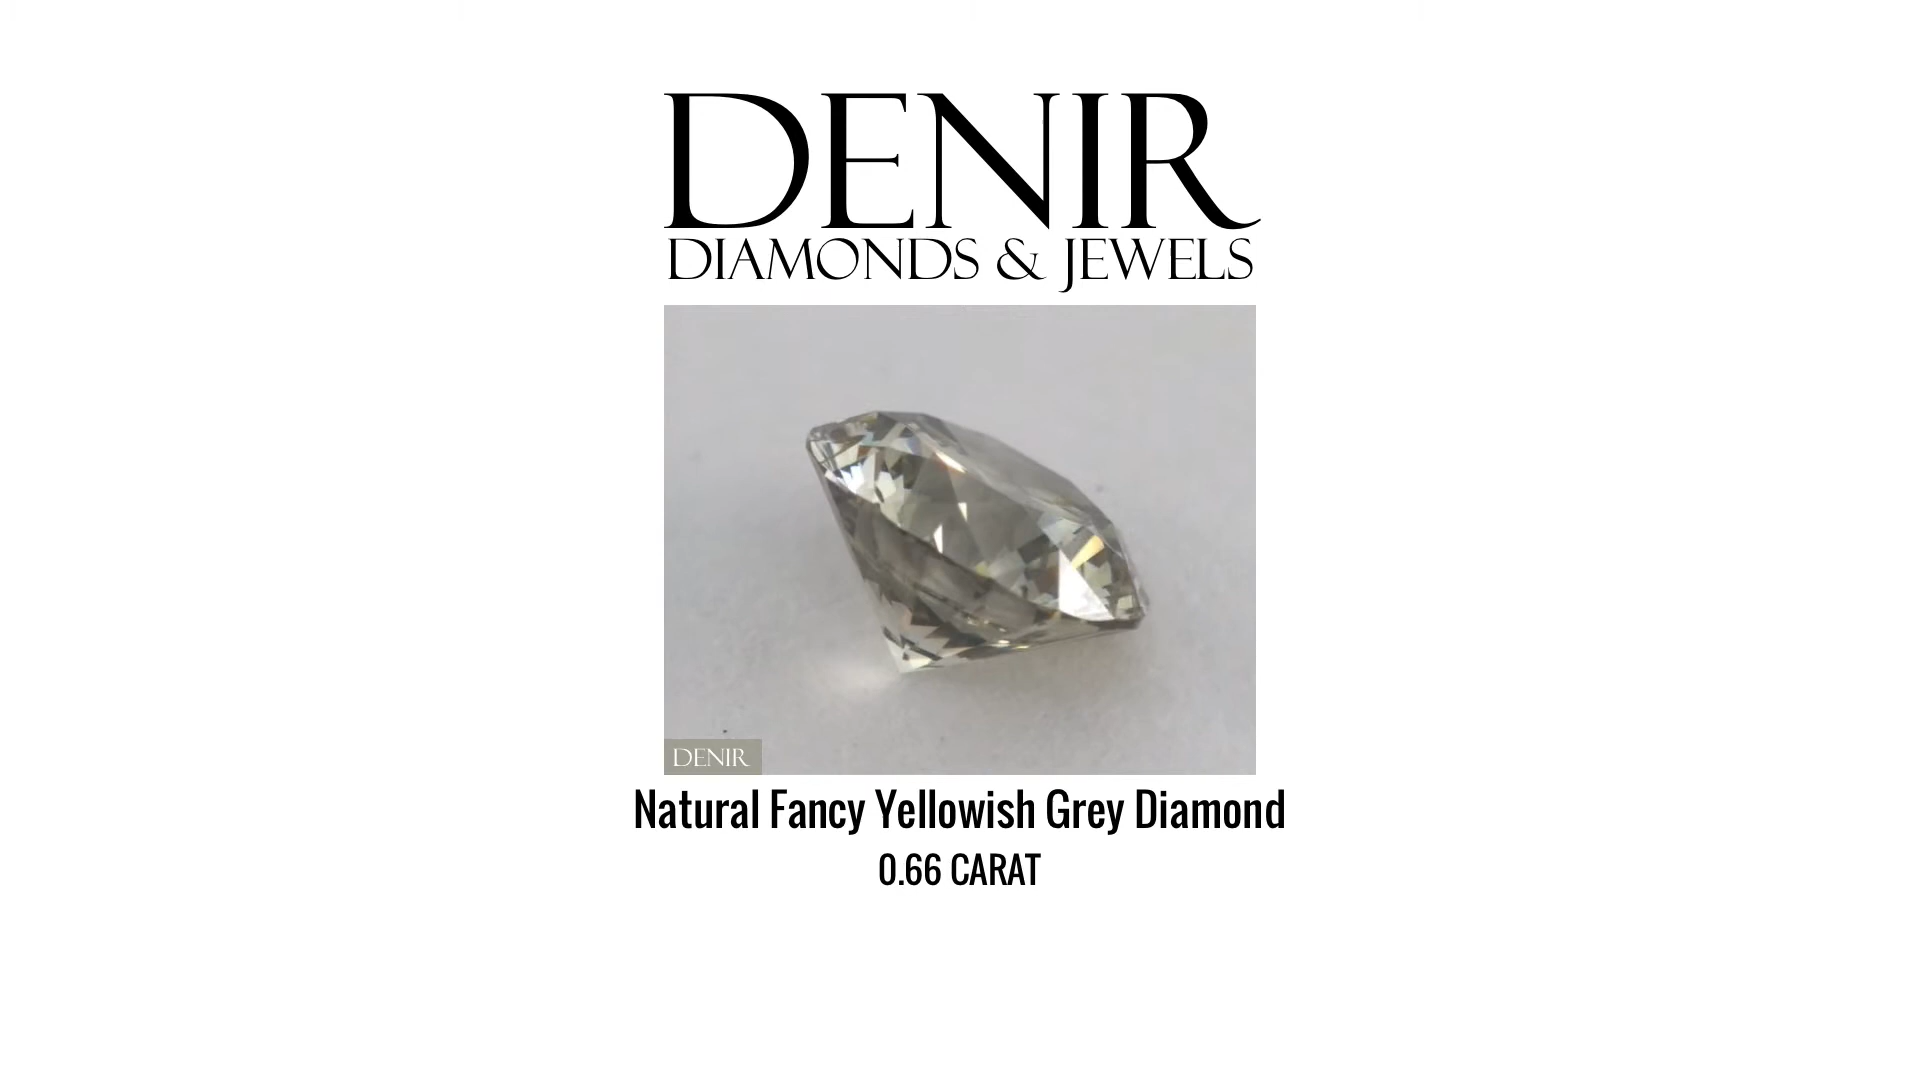 DENIR
DIAMONDS & JEWELS
DENIR
Natural Fancy Yellowish Grey Diamond
0.66 CARAT